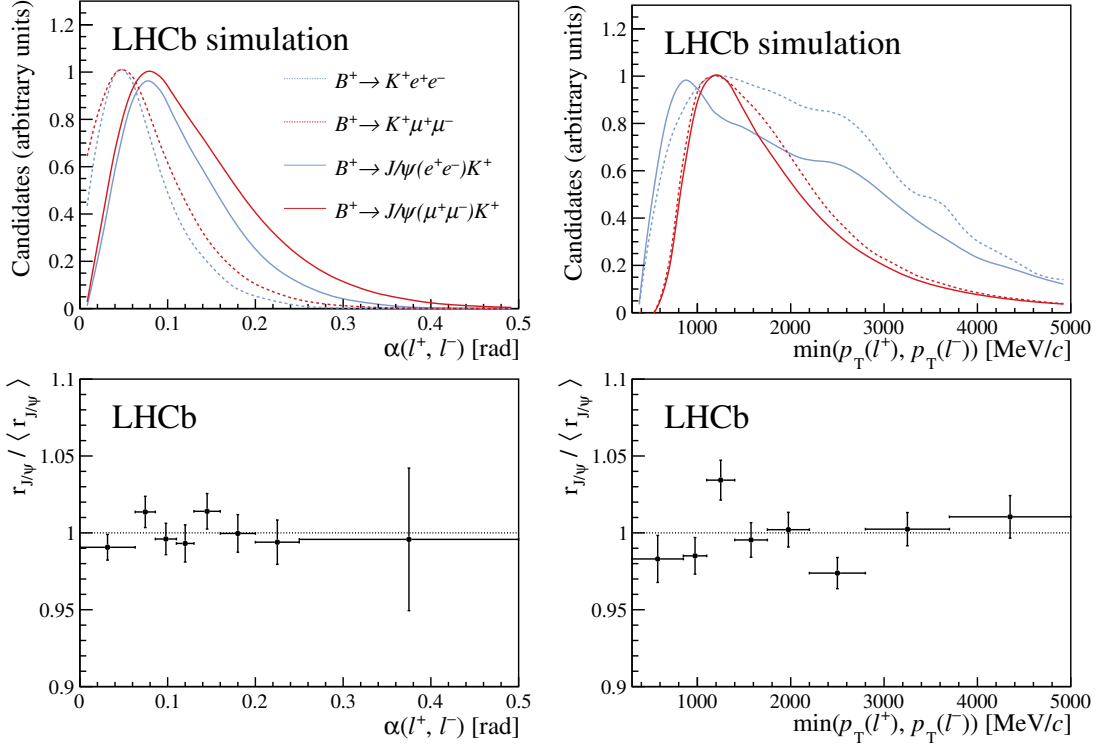 Candidates (arbitrary units)
1.2
1
0.8
0.6
0.4
0.2
0
LHCb simulation
B⁺→ K⁺e⁺e⁻
B⁺→ K⁺μ⁺μ⁻
B⁺→ J/ψ(e⁺e⁻)K⁺
B⁺→ J/ψ(μ⁺μ⁻)K⁺
0 0.1 0.2 0.3 0.4 0.5
α(l⁺, l⁻) [rad]
Candidates (arbitrary units)
1.2
1
0.8
0.6
0.4
0.2
0
LHCb simulation
1000 2000 3000 4000 5000
min(p_T(l⁺), p_T(l⁻)) [MeV/c]
r_J/ψ / ⟨ r_J/ψ ⟩
1.1
1.05
1
0.95
0.9
LHCb
0 0.1 0.2 0.3 0.4 0.5
α(l⁺, l⁻) [rad]
r_J/ψ / ⟨ r_J/ψ ⟩
1.1
1.05
1
0.95
0.9
LHCb
1000 2000 3000 4000 5000
min(p_T(l⁺), p_T(l⁻)) [MeV/c]